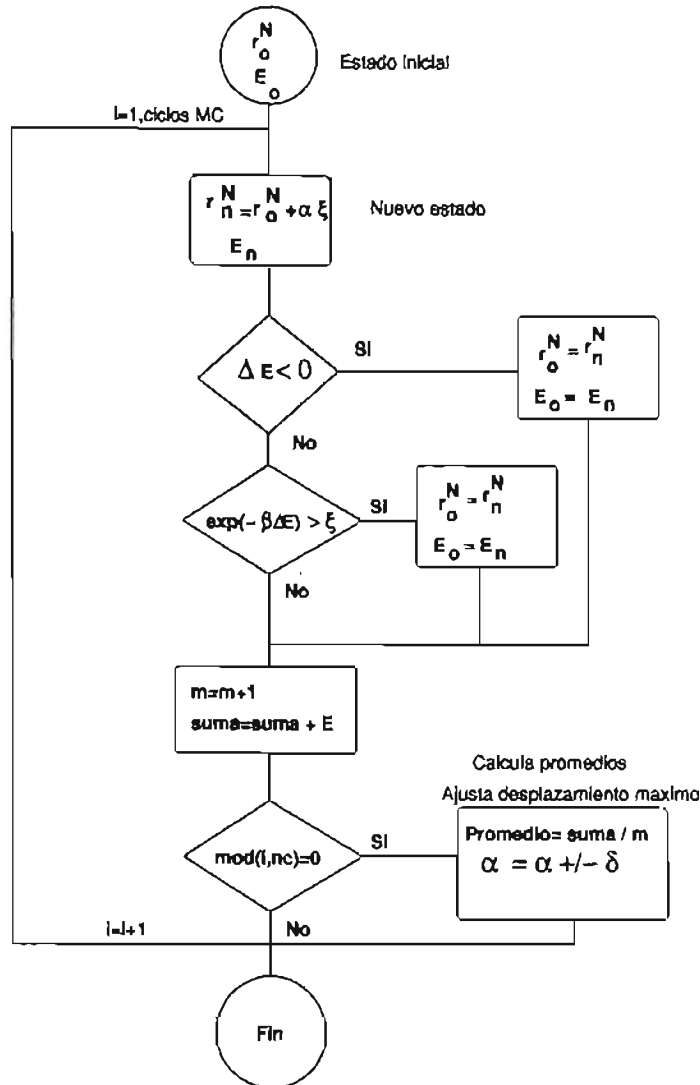 r_o^N
E_o
Estado Inicial
I=1,ciclos MC
r_n^N = r_o^N + α ξ
E_n
Nuevo estado
Δ E < 0
SI
r_o^N = r_n^N
E_o = E_n
No
exp(- βΔE) > ξ
SI
r_o^N = r_n^N
E_o = E_n
No
m=m+1
suma=suma + E
Calcula promedios
Ajusta desplazamiento maximo
mod(i,nc)=0
SI
Promedio= suma / m
α = α +/- δ
i=i+1
No
Fin